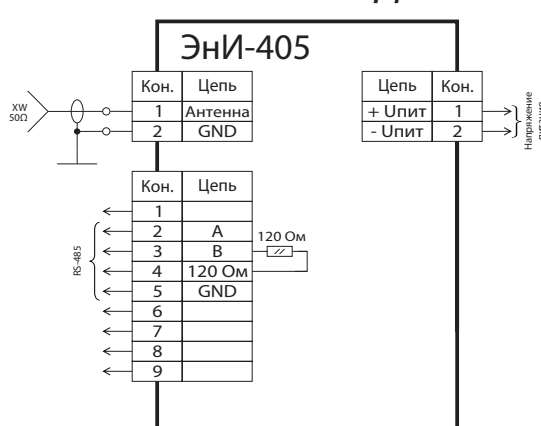 ЭнИ-405
Кон. Цепь
1 Антенна
2 GND
XW
50Ω
Цепь Кон.
+ Uпит 1
- Uпит 2
Напряжение
питания
Кон. Цепь
1
2 A
3 B
4 120 Ом
5 GND
6
7
8
9
RS-485
120 Ом